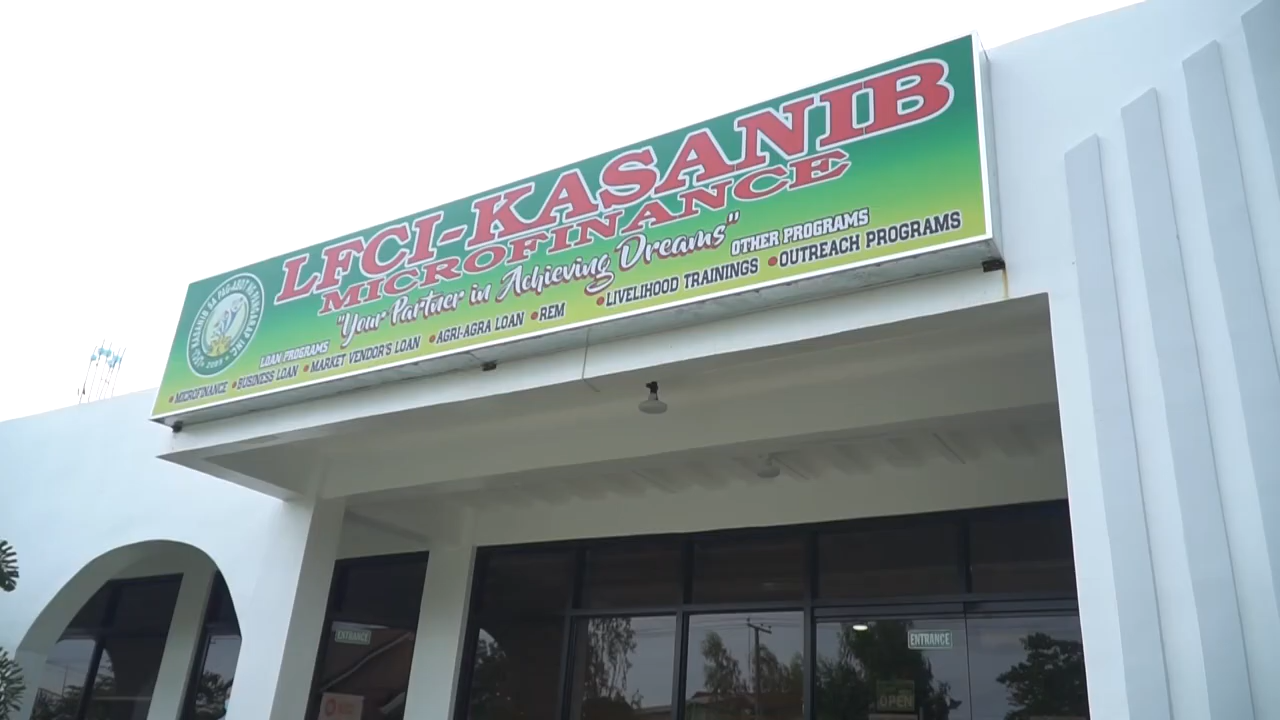 LFCI-KASANIB
MICROFINANCE
"Your Partner in Achieving Dreams"
LOAN PROGRAMS
•MICROFINANCE •BUSINESS LOAN •MARKET VENDOR'S LOAN •AGRI-AGRA LOAN •REM
OTHER PROGRAMS
•LIVELIHOOD TRAININGS •OUTREACH PROGRAMS
ENTRANCE
ENTRANCE
OPEN